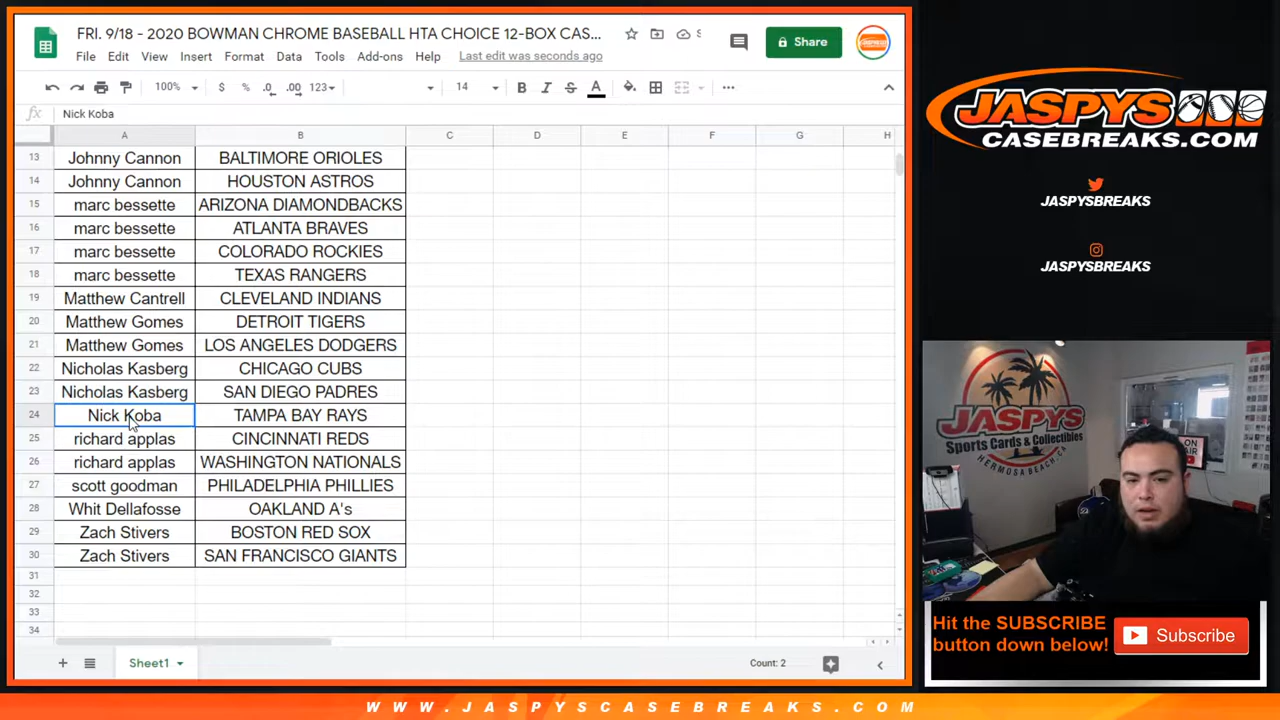 FRI. 9/18 - 2020 BOWMAN CHROME BASEBALL HTA CHOICE 12-BOX CAS...
S
Share
File Edit View Insert Format Data Tools Add-ons Help Last edit was seconds ago
100% $ % .0 .00 123 14 B I S A
fx Nick Koba
A B C D E F G H
13 Johnny Cannon BALTIMORE ORIOLES
14 Johnny Cannon HOUSTON ASTROS
15 marc bessette ARIZONA DIAMONDBACKS
16 marc bessette ATLANTA BRAVES
17 marc bessette COLORADO ROCKIES
18 marc bessette TEXAS RANGERS
19 Matthew Cantrell CLEVELAND INDIANS
20 Matthew Gomes DETROIT TIGERS
21 Matthew Gomes LOS ANGELES DODGERS
22 Nicholas Kasberg CHICAGO CUBS
23 Nicholas Kasberg SAN DIEGO PADRES
24 Nick Koba TAMPA BAY RAYS
25 richard applas CINCINNATI REDS
26 richard applas WASHINGTON NATIONALS
27 scott goodman PHILADELPHIA PHILLIES
28 Whit Dellafosse OAKLAND A's
29 Zach Stivers BOSTON RED SOX
30 Zach Stivers SAN FRANCISCO GIANTS
31
32
33
34
Sheet1 Count: 2
JASPYS
CASEBREAKS.COM
JASPYSBREAKS
JASPYSBREAKS
JASPYS
Sports Cards & Collectibles
HERMOSA BEACH, CA
ON
AIR
Hit the SUBSCRIBE
button down below!
Subscribe
WWW.JASPYSCASEBREAKS.COM